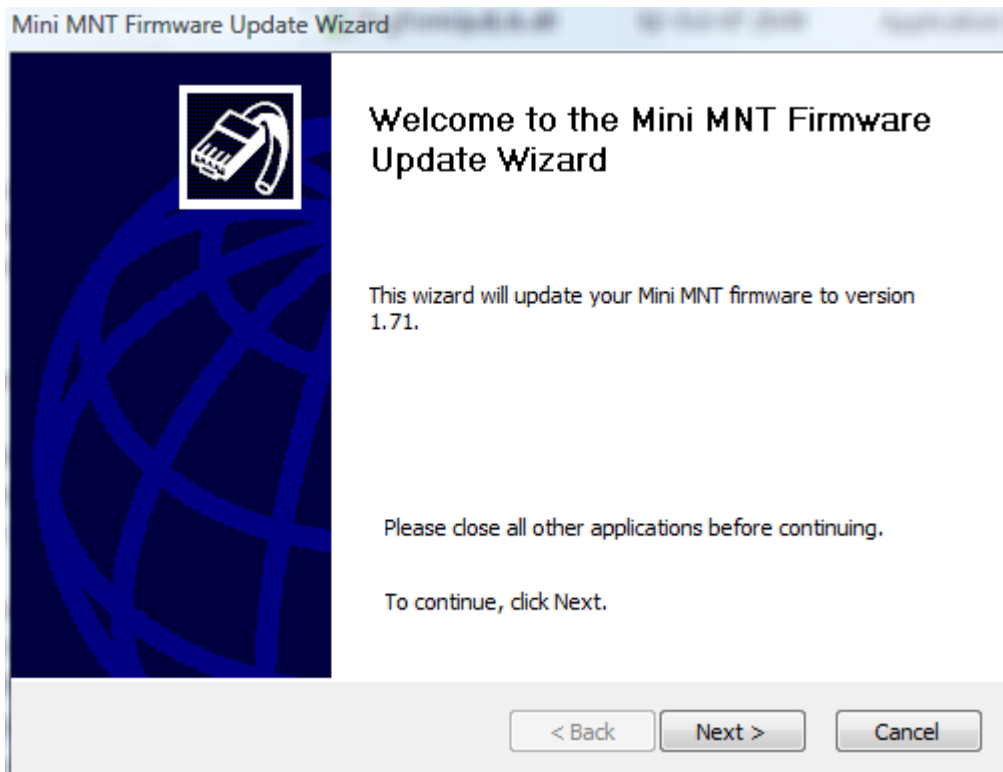 Mini MNT Firmware Update Wizard
Welcome to the Mini MNT Firmware
Update Wizard
This wizard will update your Mini MNT firmware to version
1.71.
Please close all other applications before continuing.
To continue, click Next.
< Back
Next >
Cancel